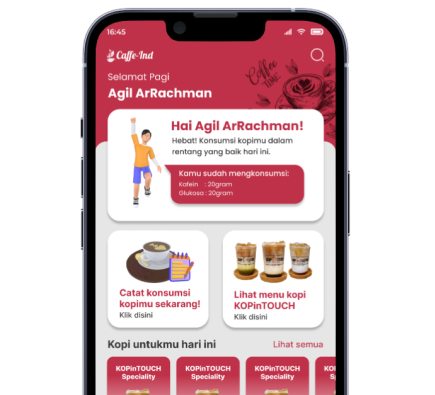 16:45
Caffe-Ind
Selamat Pagi
Coffee
TIME
Agil ArRachman
Hai Agil ArRachman!
Hebat! Konsumsi kopimu dalam
rentang yang baik hari ini.
Kamu sudah mengkonsumsi:
Kafein : 20gram
Glukosa : 20gram
Catat konsumsi
kopimu sekarang!
Klik disini
Lihat menu kopi
KOPinTOUCH
Klik disini
Kopi untukmu hari ini
Lihat semua
KOPinTOUCH
Speciality
KOPinTOUCH
Speciality
KOPinTOUCH
Speciality